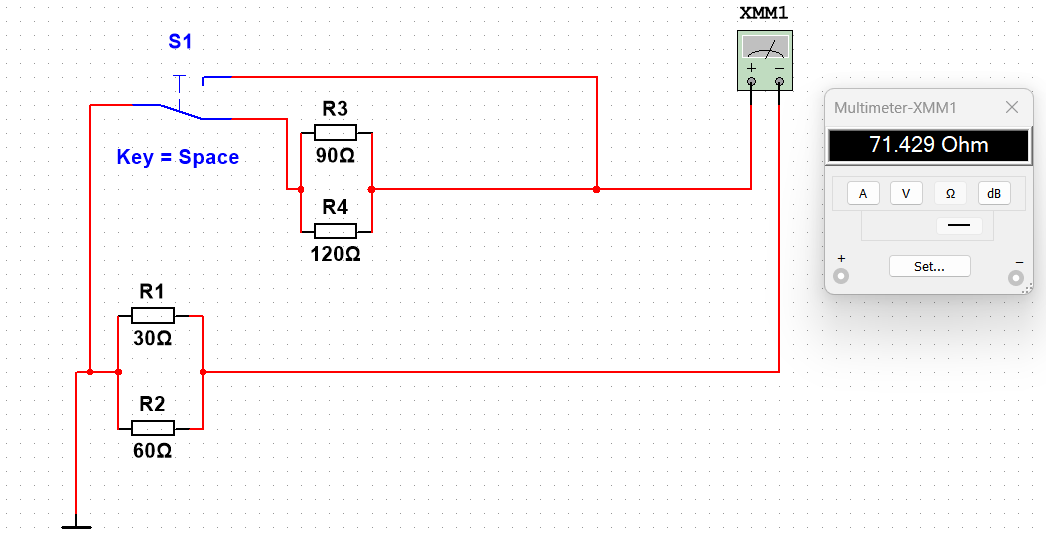 XMM1
S1
Key = Space
R3
90Ω
R4
120Ω
R1
30Ω
R2
60Ω
+ −
Multimeter-XMM1
71.429 Ohm
A V Ω dB
+ −
Set...